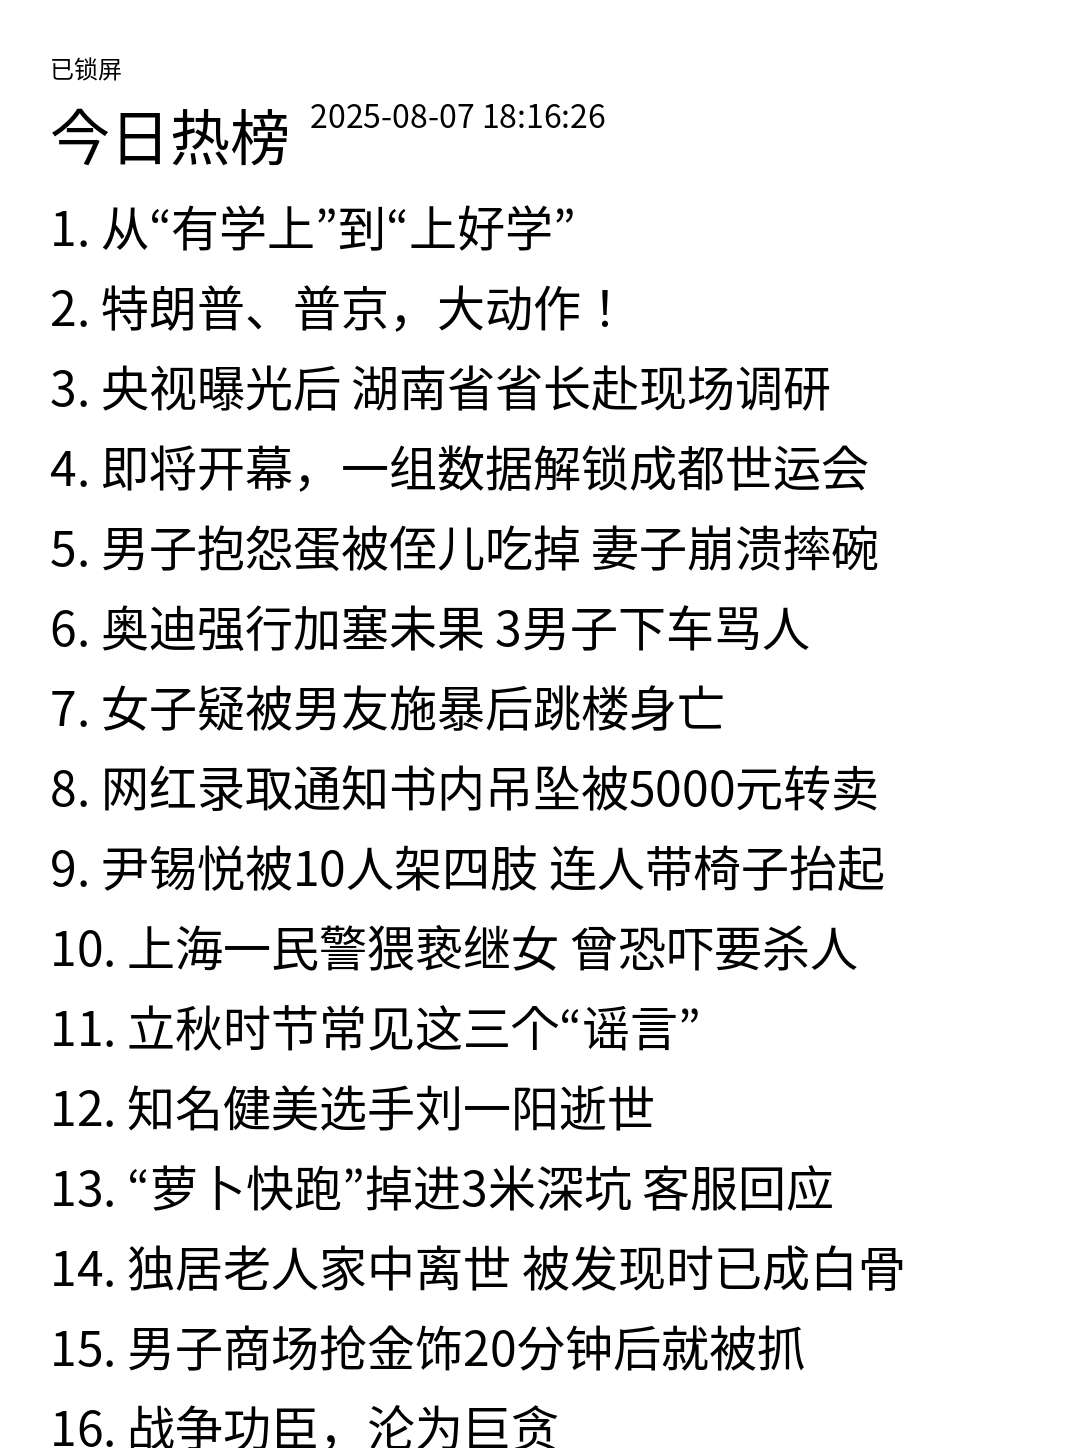 已锁屏
今日热榜 2025-08-07 18:16:26
1. 从“有学上”到“上好学”
2. 特朗普、普京，大动作！
3. 央视曝光后 湖南省省长赴现场调研
4. 即将开幕，一组数据解锁成都世运会
5. 男子抱怨蛋被侄儿吃掉 妻子崩溃摔碗
6. 奥迪强行加塞未果 3男子下车骂人
7. 女子疑被男友施暴后跳楼身亡
8. 网红录取通知书内吊坠被5000元转卖
9. 尹锡悦被10人架四肢 连人带椅子抬起
10. 上海一民警猥亵继女 曾恐吓要杀人
11. 立秋时节常见这三个“谣言”
12. 知名健美选手刘一阳逝世
13. “萝卜快跑”掉进3米深坑 客服回应
14. 独居老人家中离世 被发现时已成白骨
15. 男子商场抢金饰20分钟后就被抓
16. 战争功臣，沦为巨贪